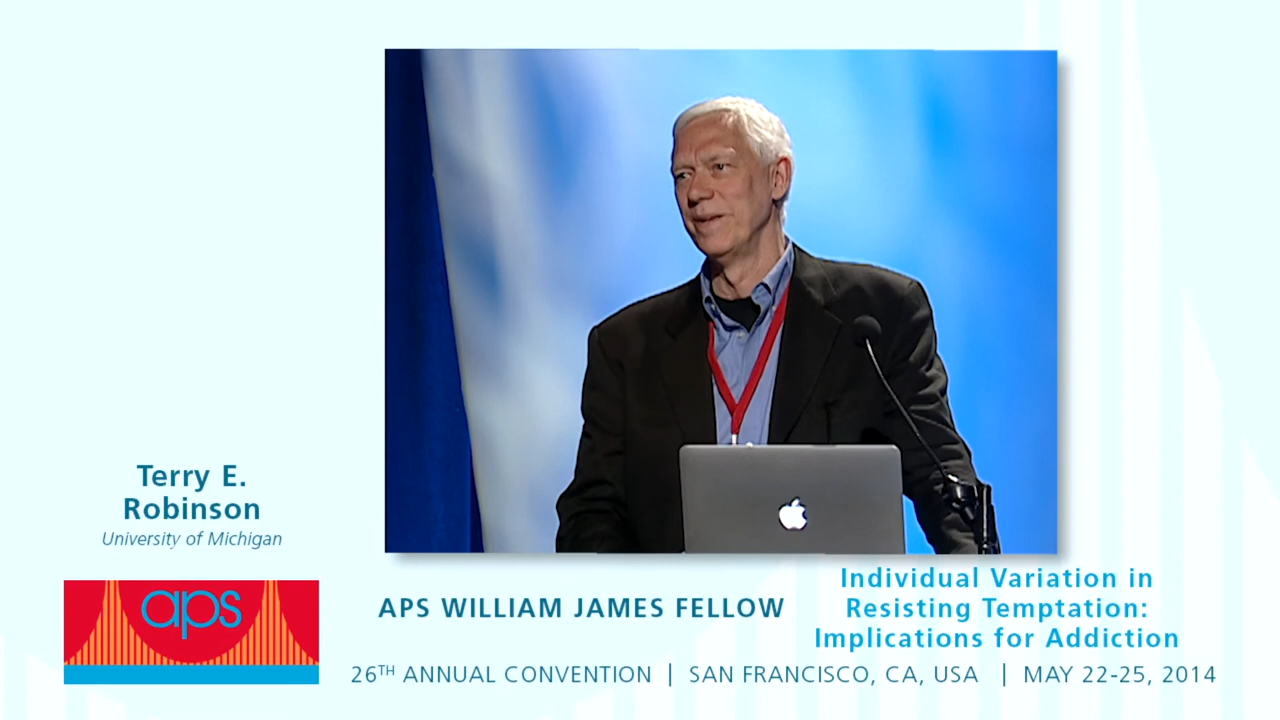 Terry E.
Robinson
University of Michigan
aps
APS WILLIAM JAMES FELLOW
Individual Variation in
Resisting Temptation:
Implications for Addiction
26TH ANNUAL CONVENTION | SAN FRANCISCO, CA, USA | MAY 22-25, 2014